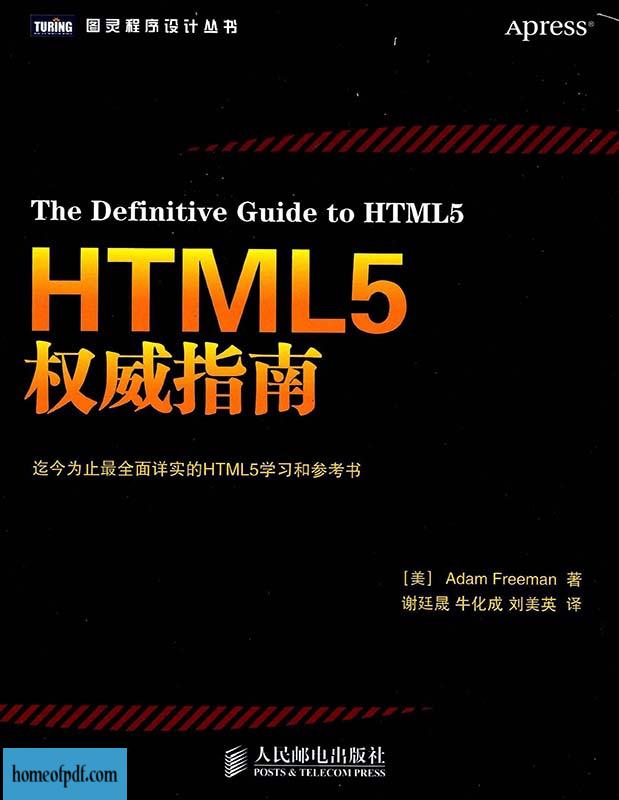 TURING 图灵程序设计丛书
Apress®
The Definitive Guide to HTML5
HTML5
权威指南
迄今为止最全面详实的HTML5学习和参考书
[美] Adam Freeman 著
谢廷晟 牛化成 刘美英 译
人民邮电出版社
POSTS & TELECOM PRESS
homeofpdf.com